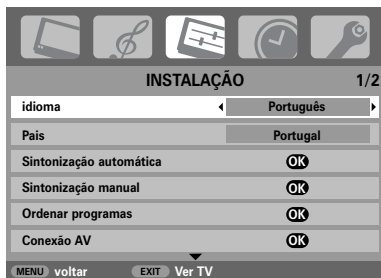 INSTALAÇÃO 1/2
idioma Português
Pais Portugal
Sintonização automática OK
Sintonização manual OK
Ordenar programas OK
Conexão AV OK
MENU voltar EXIT Ver TV